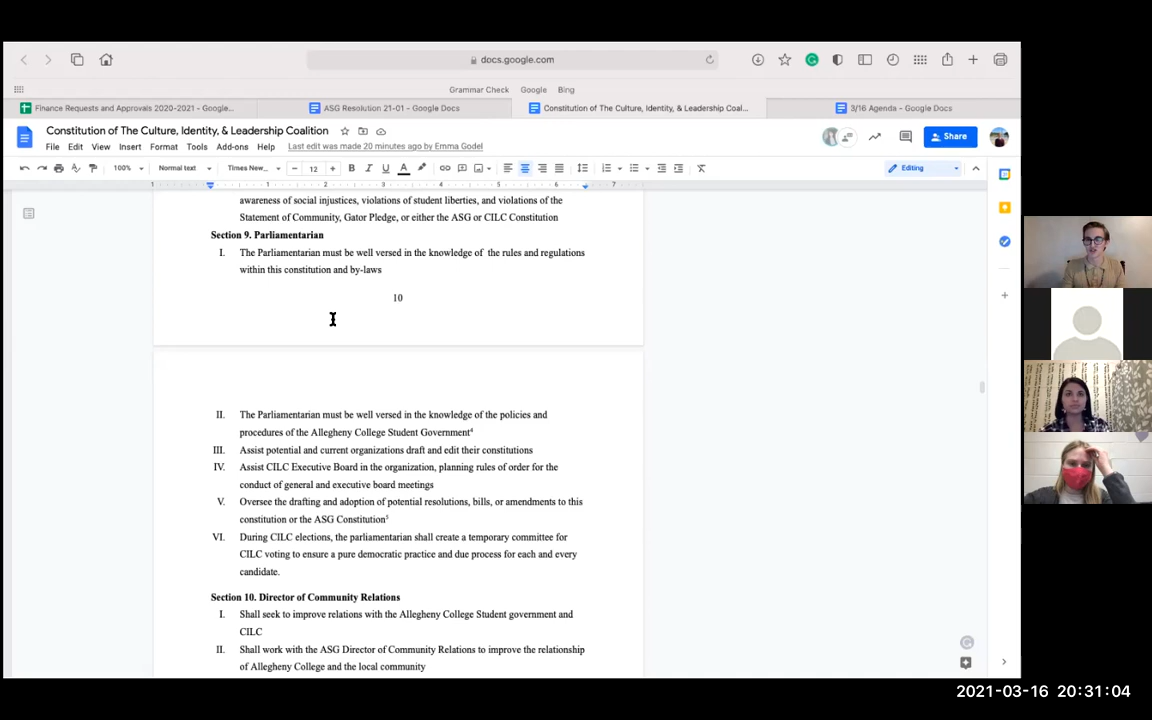 docs.google.com
Grammar Check Google Bing
Finance Requests and Approvals 2020-2021 - Google...
ASG Resolution 21-01 - Google Docs
Constitution of The Culture, Identity, & Leadership Coal...
3/16 Agenda - Google Docs
Constitution of The Culture, Identity, & Leadership Coalition
File Edit View Insert Format Tools Add-ons Help
Last edit was made 20 minutes ago by Emma Godel
Share
100% Normal text Times New... 12 B I U A
Editing
1 1 2 3 4 5 6 7
awareness of social injustices, violations of student liberties, and violations of the
Statement of Community, Gator Pledge, or either the ASG or CILC Constitution
Section 9. Parliamentarian
I. The Parliamentarian must be well versed in the knowledge of the rules and regulations
within this constitution and by-laws
10
II. The Parliamentarian must be well versed in the knowledge of the policies and
procedures of the Allegheny College Student Government⁴
III. Assist potential and current organizations draft and edit their constitutions
IV. Assist CILC Executive Board in the organization, planning rules of order for the
conduct of general and executive board meetings
V. Oversee the drafting and adoption of potential resolutions, bills, or amendments to this
constitution or the ASG Constitution⁵
VI. During CILC elections, the parliamentarian shall create a temporary committee for
CILC voting to ensure a pure democratic practice and due process for each and every
candidate.
Section 10. Director of Community Relations
I. Shall seek to improve relations with the Allegheny College Student government and
CILC
II. Shall work with the ASG Director of Community Relations to improve the relationship
of Allegheny College and the local community
2021-03-16 20:31:04